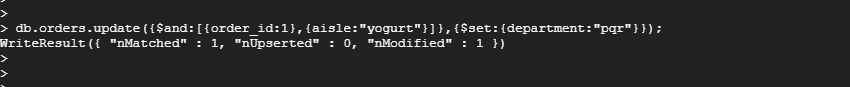 >
> db.orders.update({$and:[{order_id:1},{aisle:"yogurt"}]},{$set:{department:"pqr"}});
WriteResult({ "nMatched" : 1, "nUpserted" : 0, "nModified" : 1 })
>
>
>